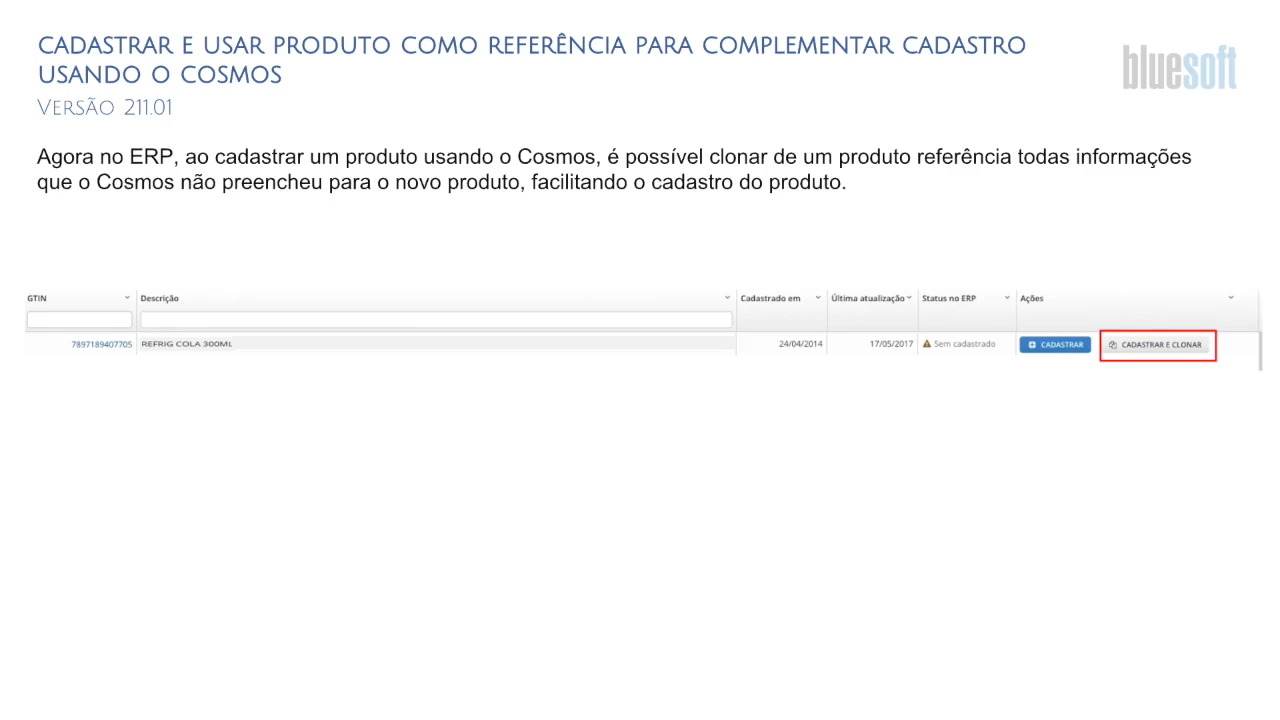 CADASTRAR E USAR PRODUTO COMO REFERÊNCIA PARA COMPLEMENTAR CADASTRO
USANDO O COSMOS
bluesoft
VERSÃO 211.01
Agora no ERP, ao cadastrar um produto usando o Cosmos, é possível clonar de um produto referência todas informações
que o Cosmos não preencheu para o novo produto, facilitando o cadastro do produto.
GTIN Descrição Cadastrado em Última atualização Status no ERP Ações
7897189407705 REFRIG COLA 300ML 24/04/2014 17/05/2017 Sem cadastrado CADASTRAR CADASTRAR E CLONAR